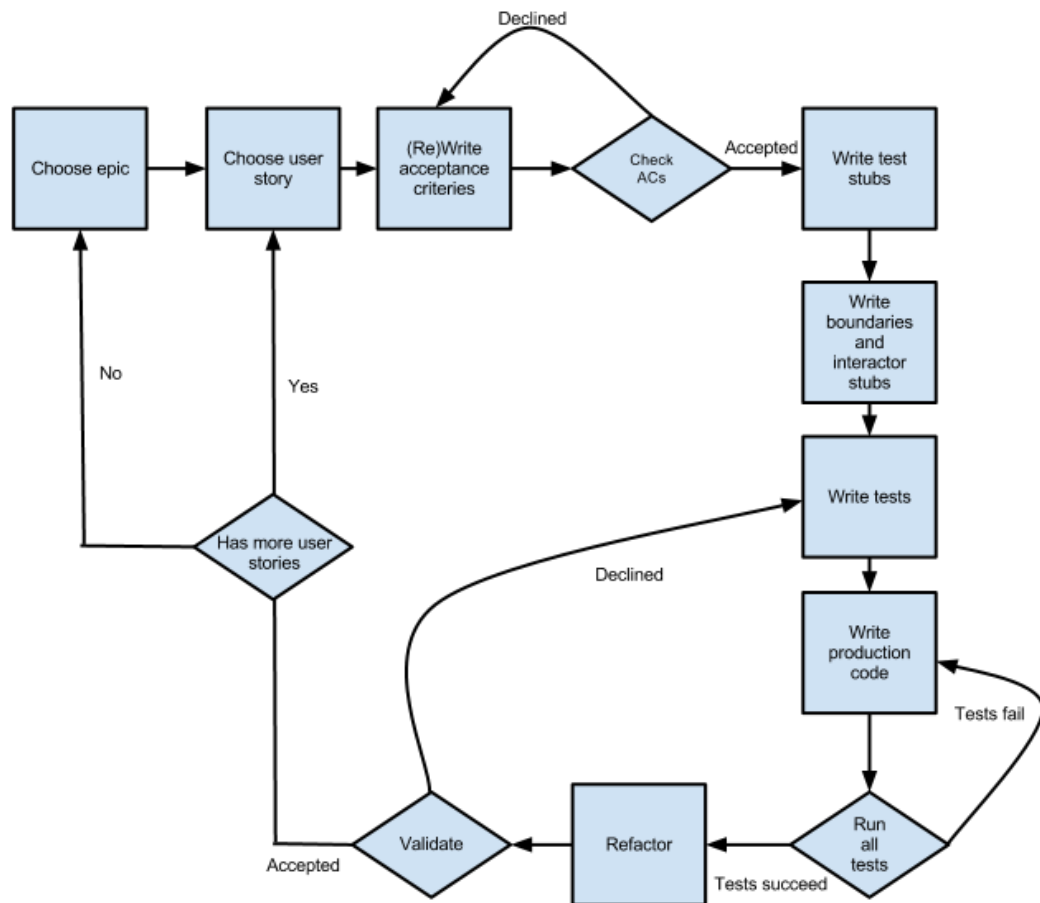 Declined
Choose epic
Choose user
story
(Re)Write
acceptance
criteries
Check
ACs
Accepted
Write test
stubs
Write
boundaries
and
interactor
stubs
No
Yes
Write tests
Has more user
stories
Declined
Write
production
code
Tests fail
Run
all
tests
Tests succeed
Refactor
Validate
Accepted